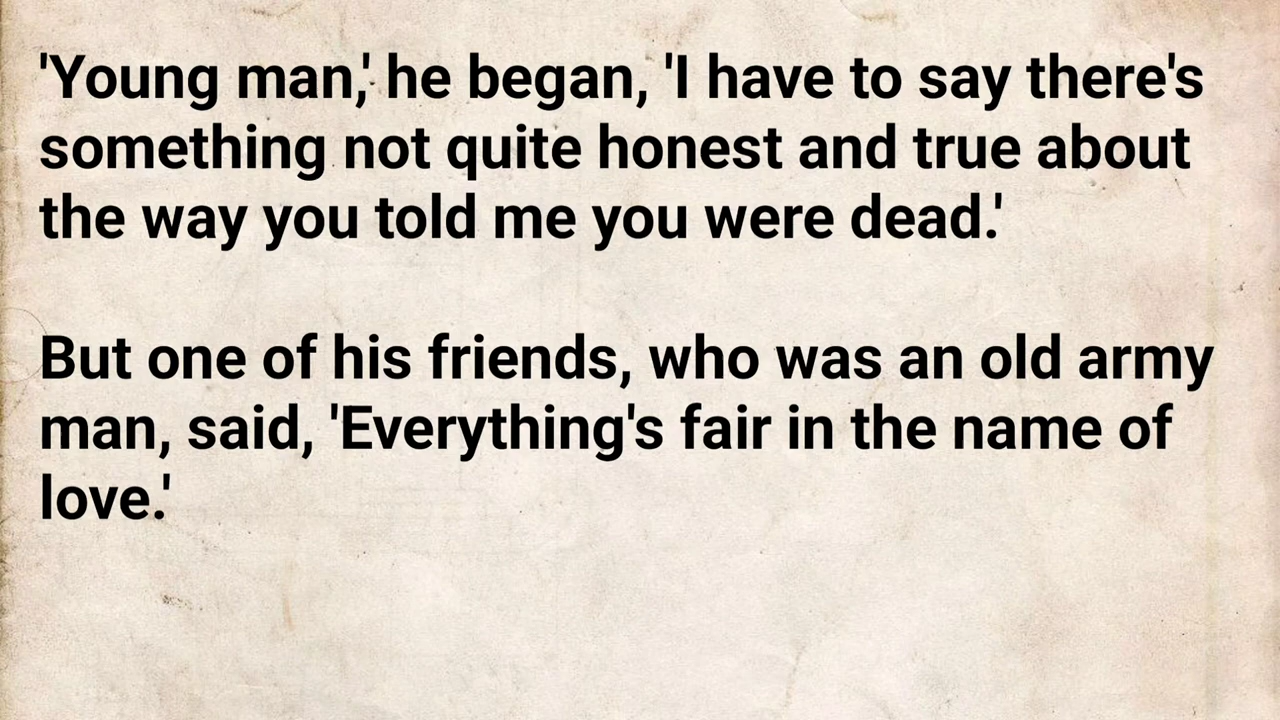 'Young man,' he began, 'I have to say there's
something not quite honest and true about
the way you told me you were dead.'
But one of his friends, who was an old army
man, said, 'Everything's fair in the name of
love.'